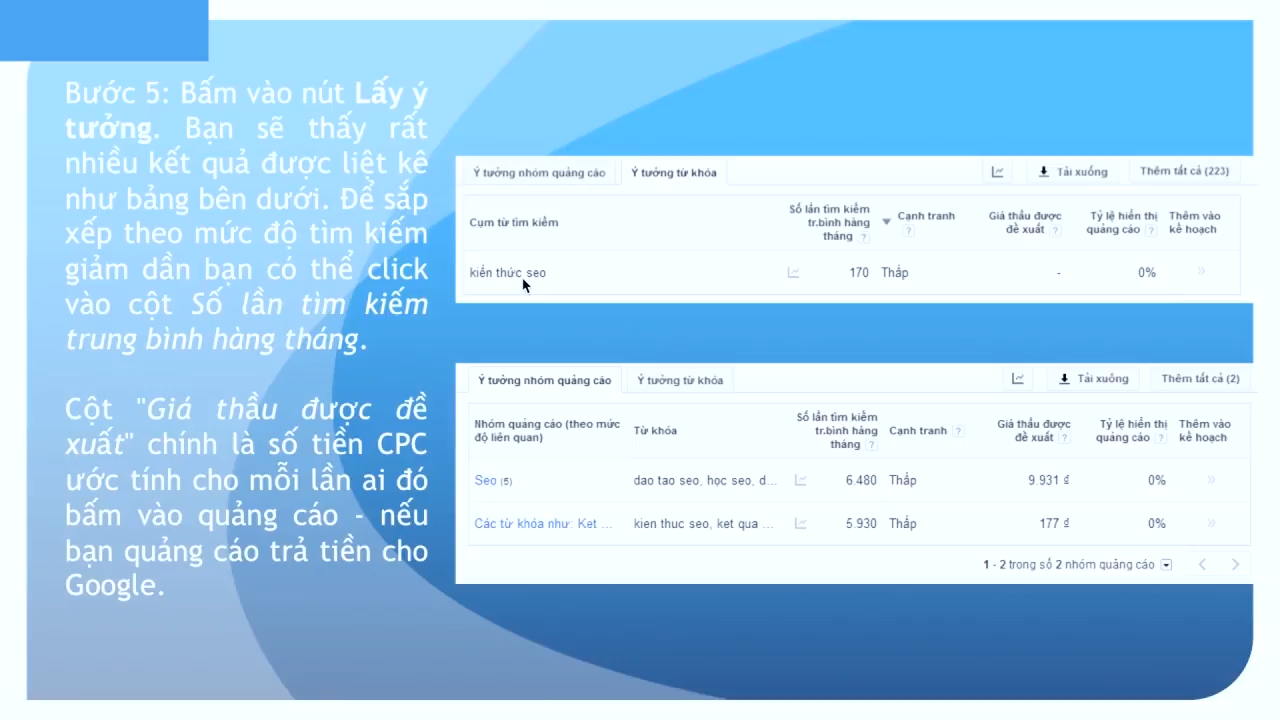 Bước 5: Bấm vào nút Lấy ý
tưởng. Bạn sẽ thấy rất
nhiều kết quả được liệt kê
như bảng bên dưới. Để sắp
xếp theo mức độ tìm kiếm
giảm dần bạn có thể click
vào cột Số lần tìm kiếm
trung bình hàng tháng.
Cột "Giá thầu được đề
xuất" chính là số tiền CPC
ước tính cho mỗi lần ai đó
bấm vào quảng cáo - nếu
bạn quảng cáo trả tiền cho
Google.
Ý tưởng nhóm quảng cáo Ý tưởng từ khóa Tải xuống Thêm tất cả (223)
Cụm từ tìm kiếm Số lần tìm kiếm tr.bình hàng tháng ? Cạnh tranh ? Giá thầu được đề xuất ? Tỷ lệ hiển thị quảng cáo ? Thêm vào kế hoạch
kiến thức seo 170 Thấp - 0% »
Ý tưởng nhóm quảng cáo Ý tưởng từ khóa Tải xuống Thêm tất cả (2)
Nhóm quảng cáo (theo mức độ liên quan) Từ khóa Số lần tìm kiếm tr.bình hàng tháng ? Cạnh tranh ? Giá thầu được đề xuất ? Tỷ lệ hiển thị quảng cáo ? Thêm vào kế hoạch
Seo (5) dao tao seo, học seo, d... 6.480 Thấp 9.931 ₫ 0% »
Các từ khóa như: Ket ... kien thuc seo, ket qua ... 5.930 Thấp 177 ₫ 0% »
1 - 2 trong số 2 nhóm quảng cáo